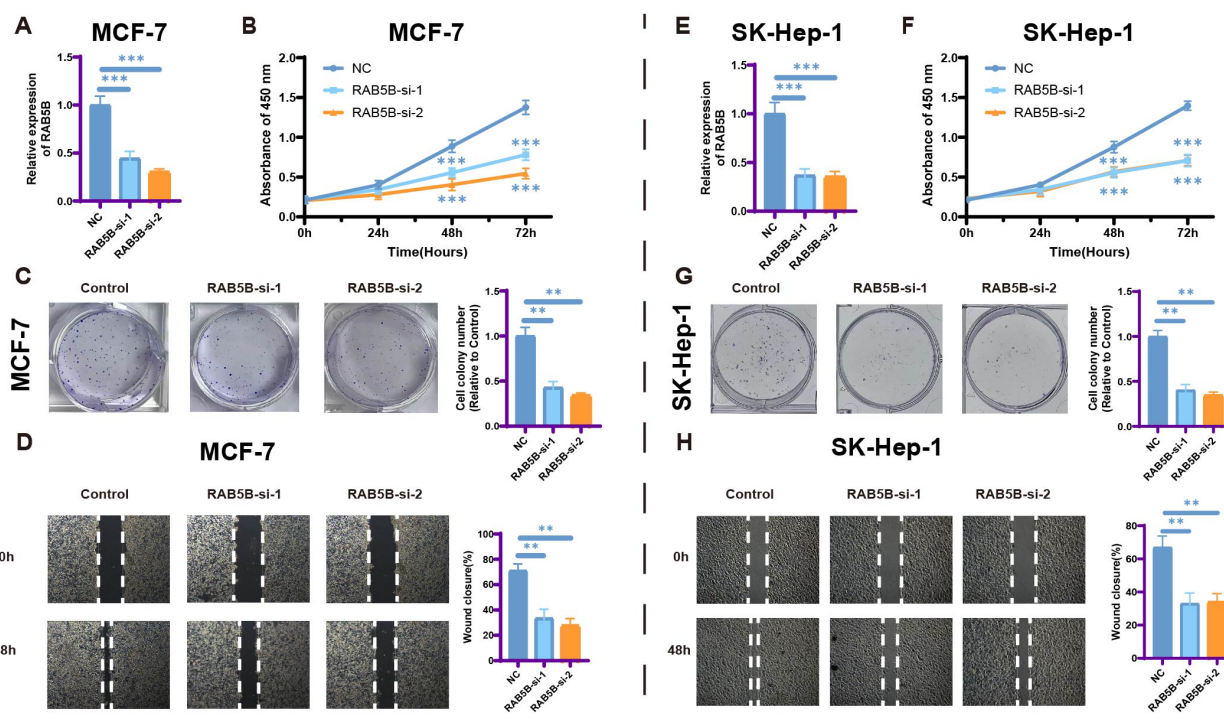 A
MCF-7
Relative expression
of RAB5B
1.5
1.0
0.5
0.0
***
***
NC
RAB5B-si-1
RAB5B-si-2
B
MCF-7
Absorbance of 450 nm
2.0
1.5
1.0
0.5
0.0
NC
RAB5B-si-1
RAB5B-si-2
***
***
***
***
0h
24h
48h
72h
Time(Hours)
C
MCF-7
Control
RAB5B-si-1
RAB5B-si-2
Cell colony number
(Relative to Control)
1.5
1.0
0.5
0.0
**
**
NC
RAB5B-si-1
RAB5B-si-2
D
MCF-7
Control
RAB5B-si-1
RAB5B-si-2
0h
8h
Wound closure(%)
100
80
60
40
20
0
**
**
NC
RAB5B-si-1
RAB5B-si-2
E
SK-Hep-1
Relative expression
of RAB5B
1.5
1.0
0.5
0.0
***
***
NC
RAB5B-si-1
RAB5B-si-2
F
SK-Hep-1
Absorbance of 450 nm
2.0
1.5
1.0
0.5
0.0
NC
RAB5B-si-1
RAB5B-si-2
***
***
***
***
0h
24h
48h
72h
Time(Hours)
G
SK-Hep-1
Control
RAB5B-si-1
RAB5B-si-2
Cell colony number
(Relative to Control)
1.5
1.0
0.5
0.0
**
**
NC
RAB5B-si-1
RAB5B-si-2
H
SK-Hep-1
Control
RAB5B-si-1
RAB5B-si-2
0h
48h
Wound closure(%)
80
60
40
20
0
**
**
NC
RAB5B-si-1
RAB5B-si-2